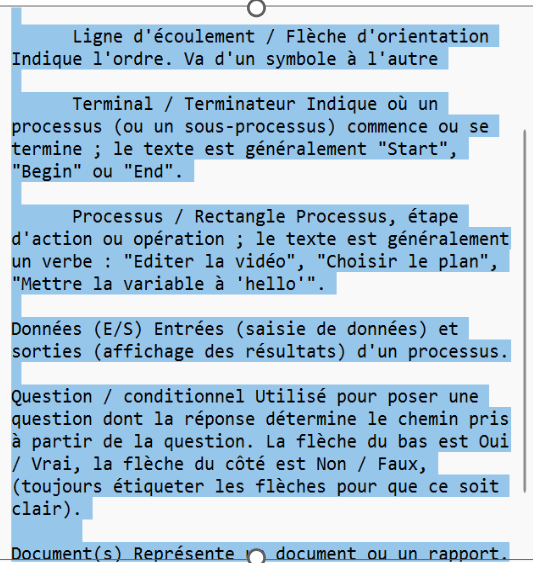 Ligne d'écoulement / Flèche d'orientation
Indique l'ordre. Va d'un symbole à l'autre
Terminal / Terminateur Indique où un
processus (ou un sous-processus) commence ou se
termine ; le texte est généralement "Start",
"Begin" ou "End".
Processus / Rectangle Processus, étape
d'action ou opération ; le texte est généralement
un verbe : "Editer la vidéo", "Choisir le plan",
"Mettre la variable à 'hello'".
Données (E/S) Entrées (saisie de données) et
sorties (affichage des résultats) d'un processus.
Question / conditionnel Utilisé pour poser une
question dont la réponse détermine le chemin pris
à partir de la question. La flèche du bas est Oui
/ Vrai, la flèche du côté est Non / Faux,
(toujours étiqueter les flèches pour que ce soit
clair).
Document(s) Représente document ou un rapport.